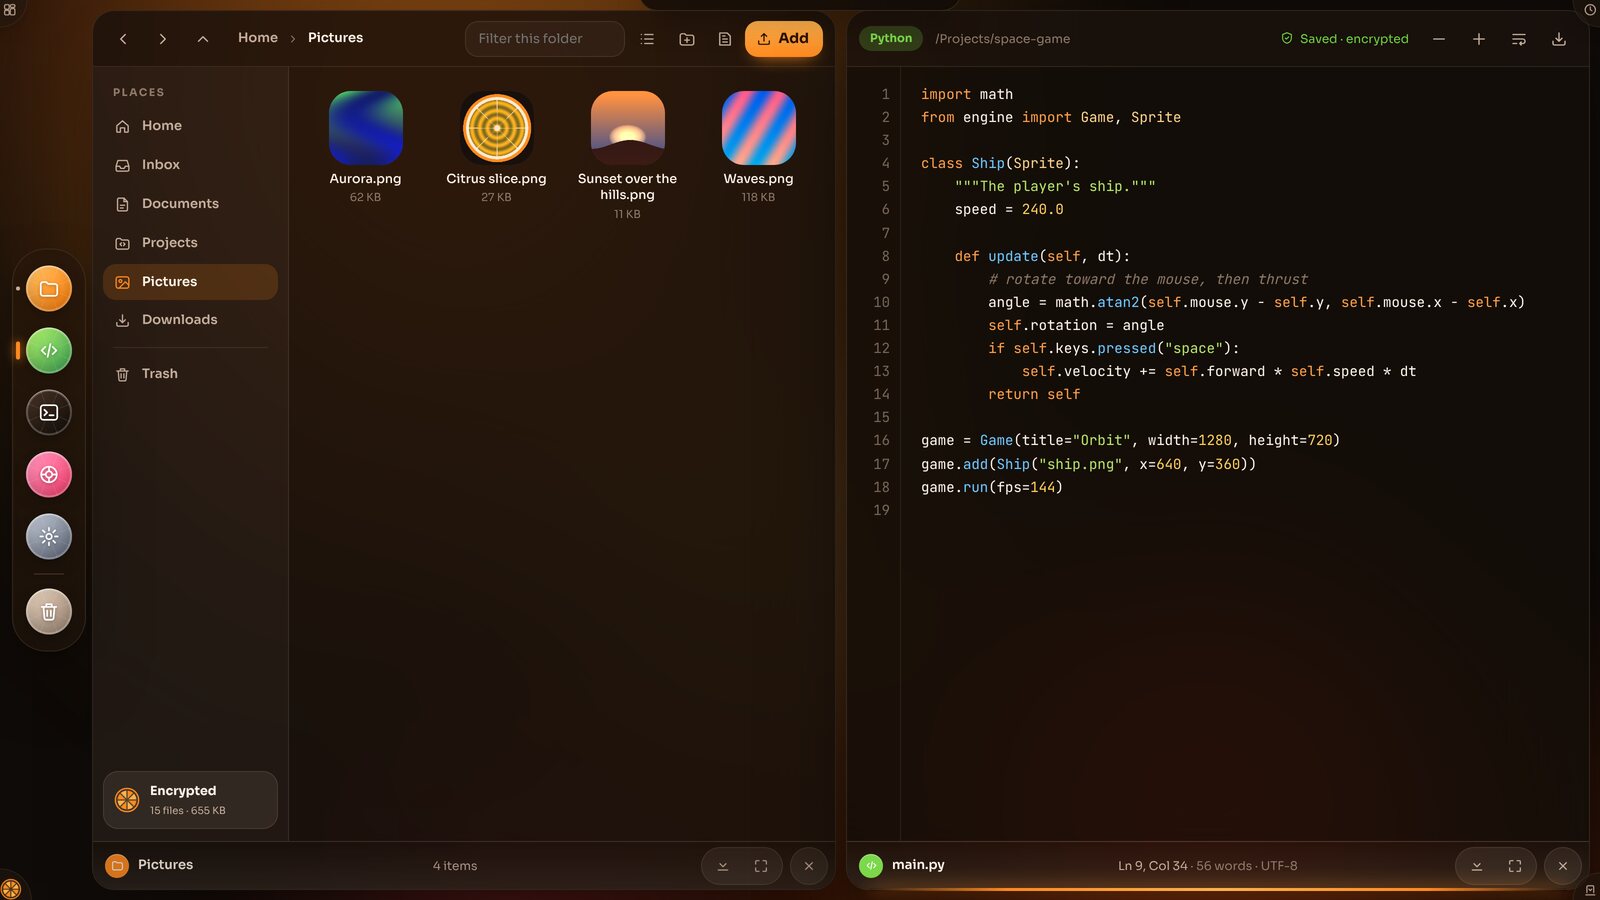 Home › Pictures
Filter this folder
Add
PLACES
Home
Inbox
Documents
Projects
Pictures
Downloads
Trash
Encrypted
15 files · 655 KB
Aurora.png
62 KB
Citrus slice.png
27 KB
Sunset over the
hills.png
11 KB
Waves.png
118 KB
Pictures
4 items
Python
/Projects/space-game
Saved · encrypted
1 import math
2 from engine import Game, Sprite
3
4 class Ship(Sprite):
5     """The player's ship."""
6     speed = 240.0
7
8     def update(self, dt):
9         # rotate toward the mouse, then thrust
10         angle = math.atan2(self.mouse.y - self.y, self.mouse.x - self.x)
11         self.rotation = angle
12         if self.keys.pressed("space"):
13             self.velocity += self.forward * self.speed * dt
14         return self
15
16 game = Game(title="Orbit", width=1280, height=720)
17 game.add(Ship("ship.png", x=640, y=360))
18 game.run(fps=144)
19
main.py
Ln 9, Col 34 · 56 words · UTF-8